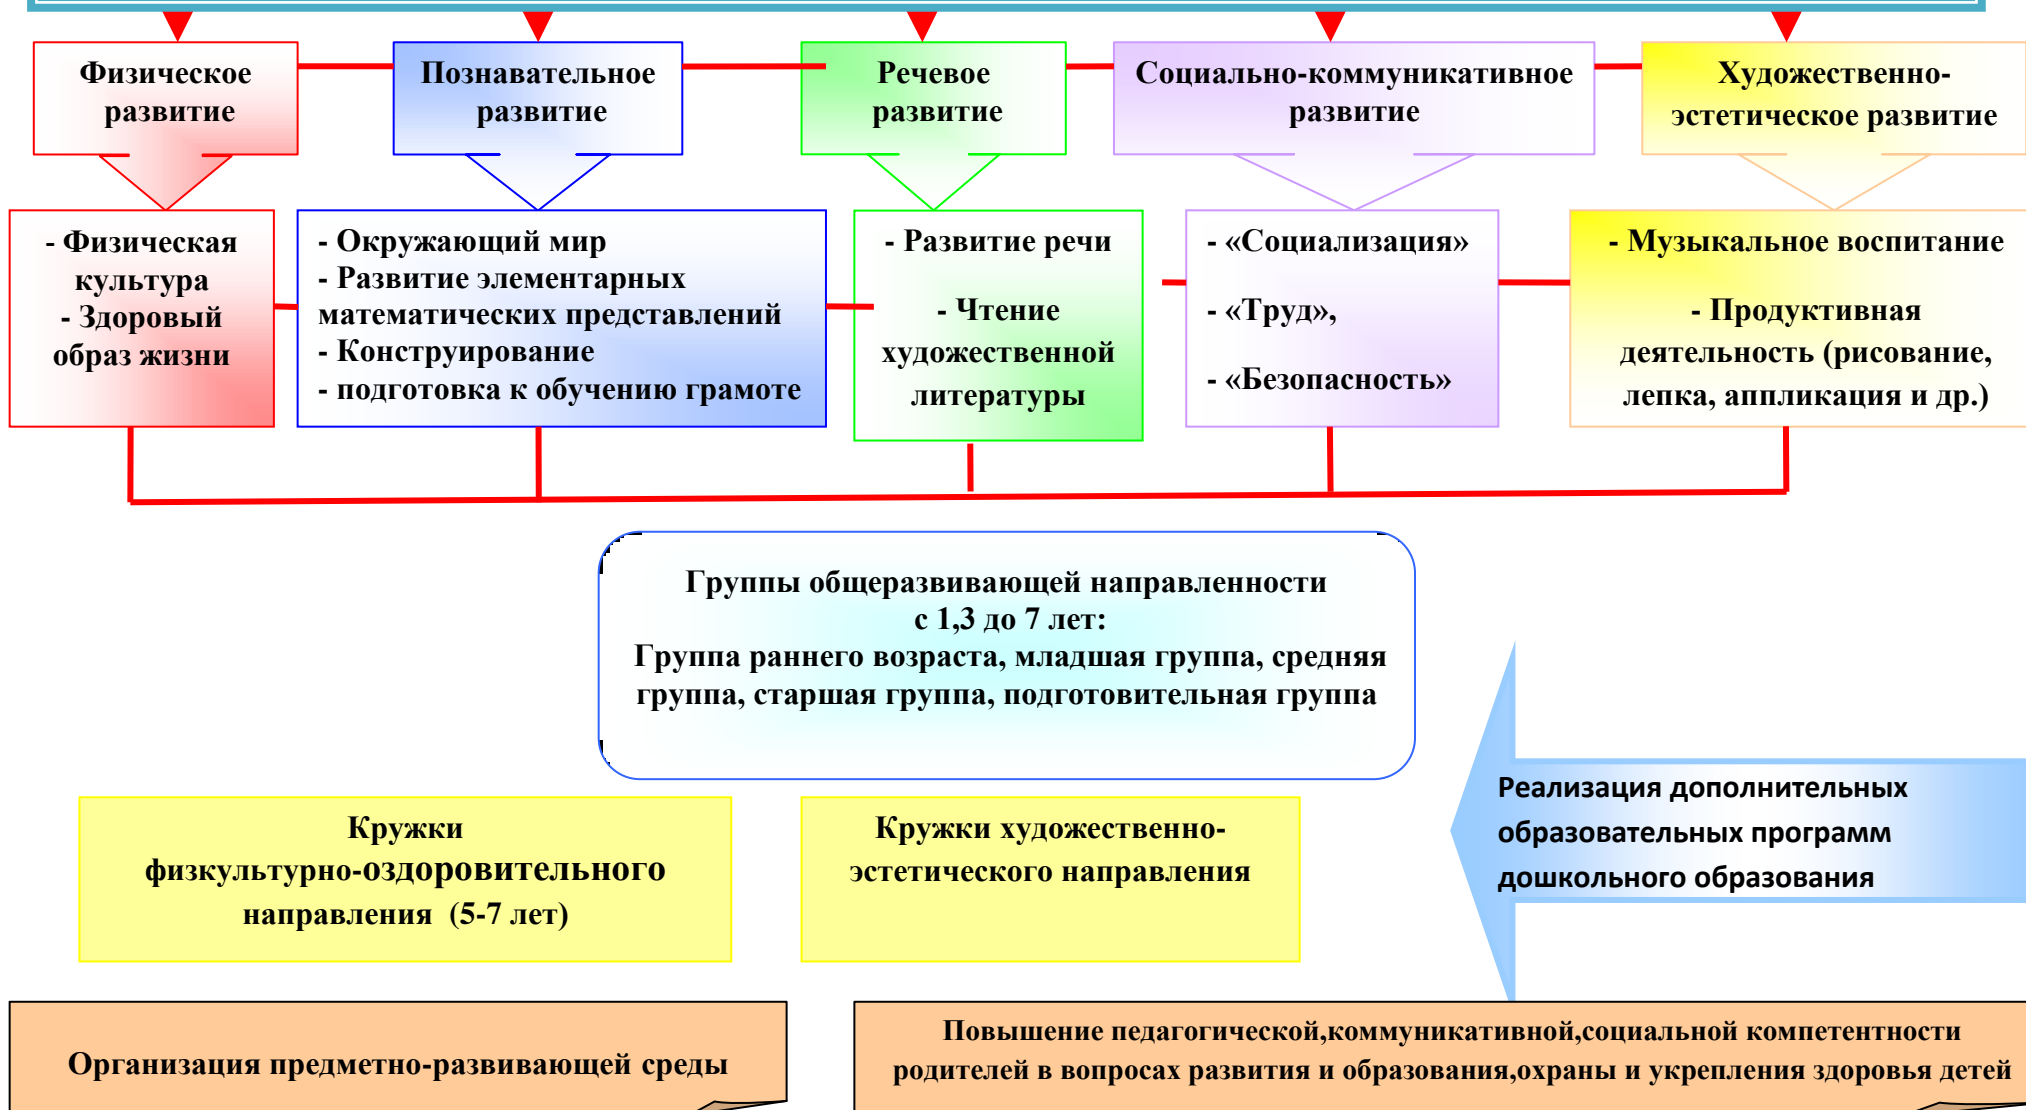 Физическое
развитие
Познавательное
развитие
Речевое
развитие
Социально-коммуникативное
развитие
Художественно-
эстетическое развитие
- Физическая
культура
- Здоровый
образ жизни
- Окружающий мир
- Развитие элементарных
математических представлений
- Конструирование
- подготовка к обучению грамоте
- Развитие речи
- Чтение
художественной
литературы
- «Социализация»
- «Труд»,
- «Безопасность»
- Музыкальное воспитание
- Продуктивная
деятельность (рисование,
лепка, аппликация и др.)
Группы общеразвивающей направленности
с 1,3 до 7 лет:
Группа раннего возраста, младшая группа, средняя
группа, старшая группа, подготовительная группа
Кружки
физкультурно-оздоровительного
направления (5-7 лет)
Кружки художественно-
эстетического направления
Реализация дополнительных
образовательных программ
дошкольного образования
Организация предметно-развивающей среды
Повышение педагогической,коммуникативной,социальной компетентности
родителей в вопросах развития и образования,охраны и укрепления здоровья детей